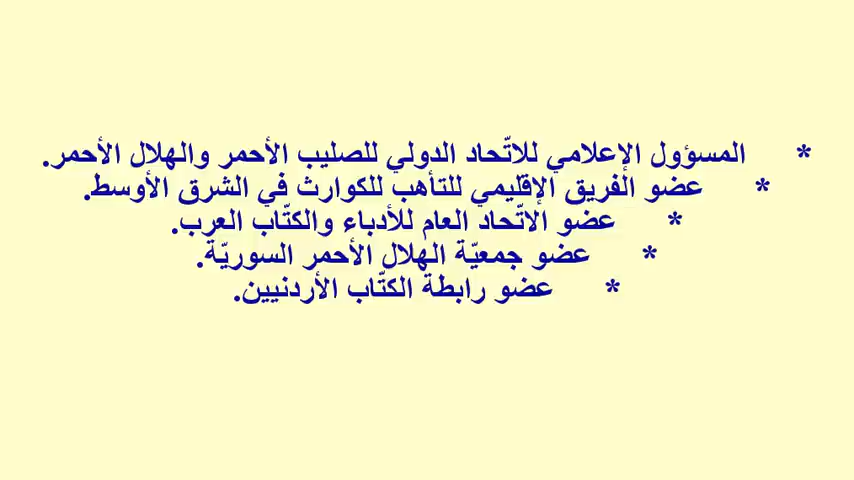 * المسؤول الإعلامي للاتّحاد الدولي للصليب الأحمر والهلال الأحمر.
* عضو الفريق الإقليمي للتأهب للكوارث في الشرق الأوسط.
* عضو الاتّحاد العام للأدباء والكتّاب العرب.
* عضو جمعيّة الهلال الأحمر السوريّة.
* عضو رابطة الكتّاب الأردنيين.